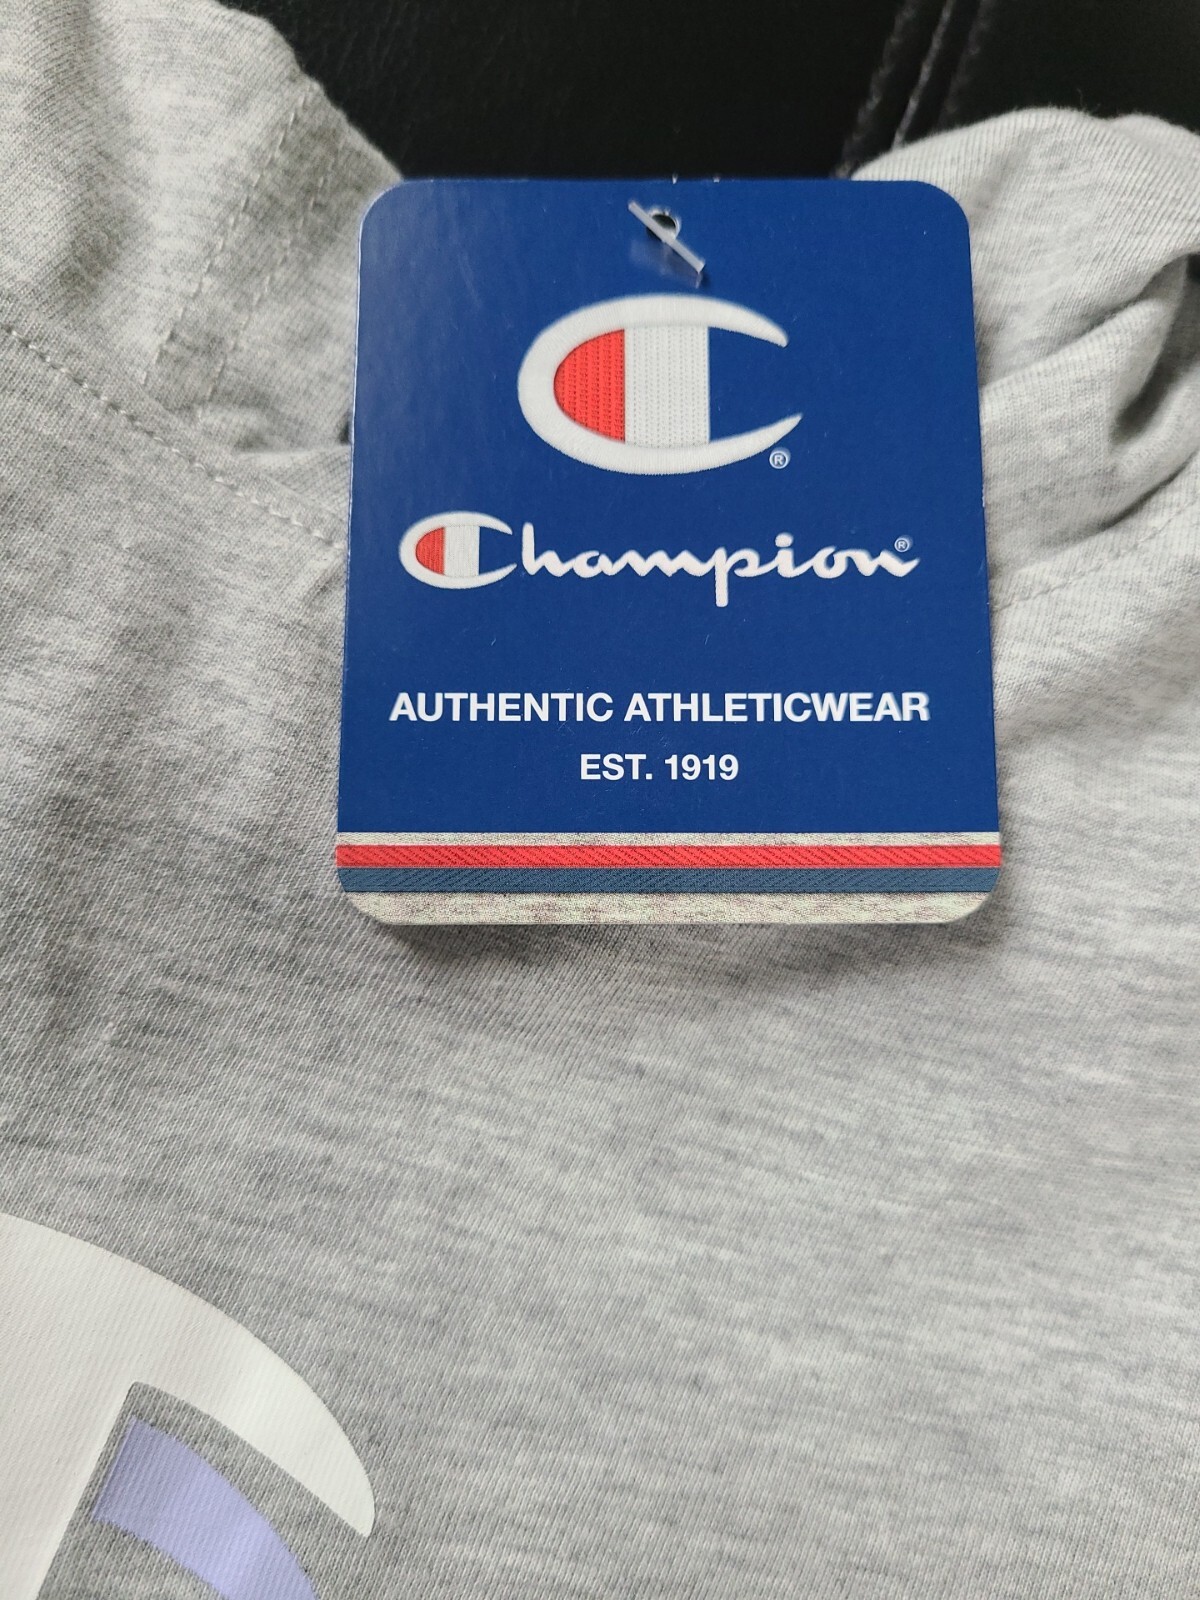 ®
Champion®
AUTHENTIC ATHLETICWEAR
EST. 1919